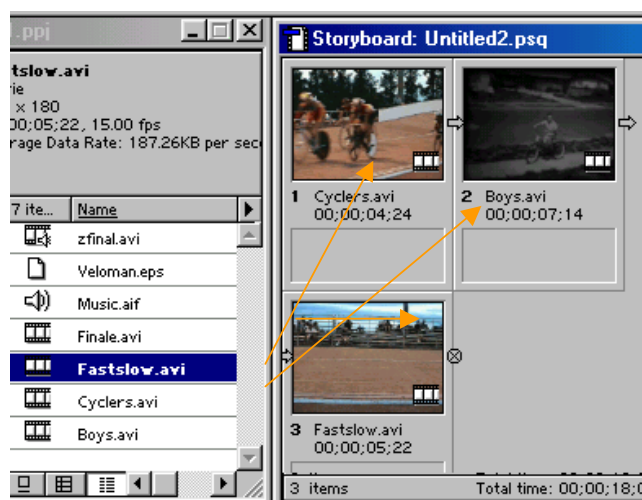 .ppj
tslow.avi
rie
x 180
00;05;22, 15.00 fps
rage Data Rate: 187.26KB per sec
7 ite... Name
zfinal.avi
Veloman.eps
Music.aif
Finale.avi
Fastslow.avi
Cyclers.avi
Boys.avi
Storyboard: Untitled2.psq
1 Cyclers.avi
00;00;04;24
2 Boys.avi
00;00;07;14
3 Fastslow.avi
00;00;05;22
3 items Total time: 00;00;18;0